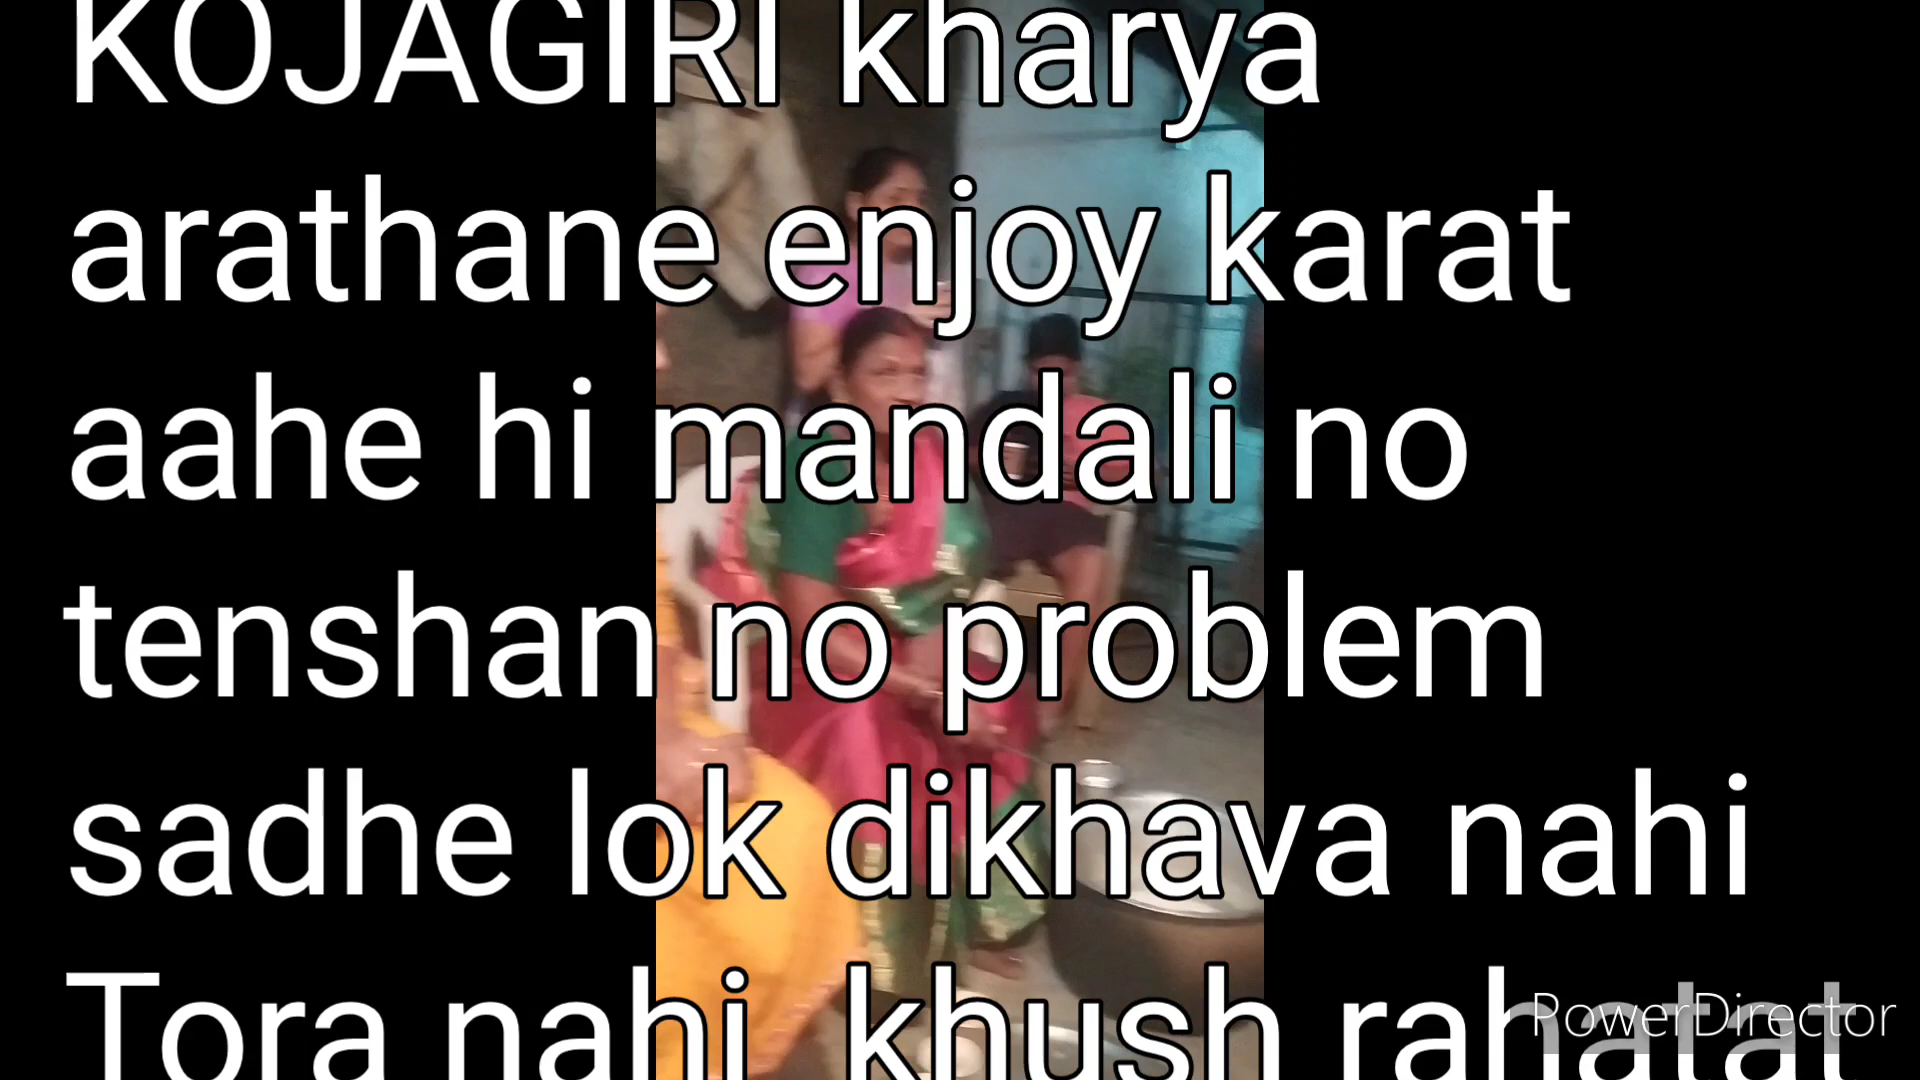 KOJAGIRI kharya
arathane enjoy karat
aahe hi mandali no
tenshan no problem
sadhe lok dikhava nahi
Tora nahi khush rahatat
PowerDirector